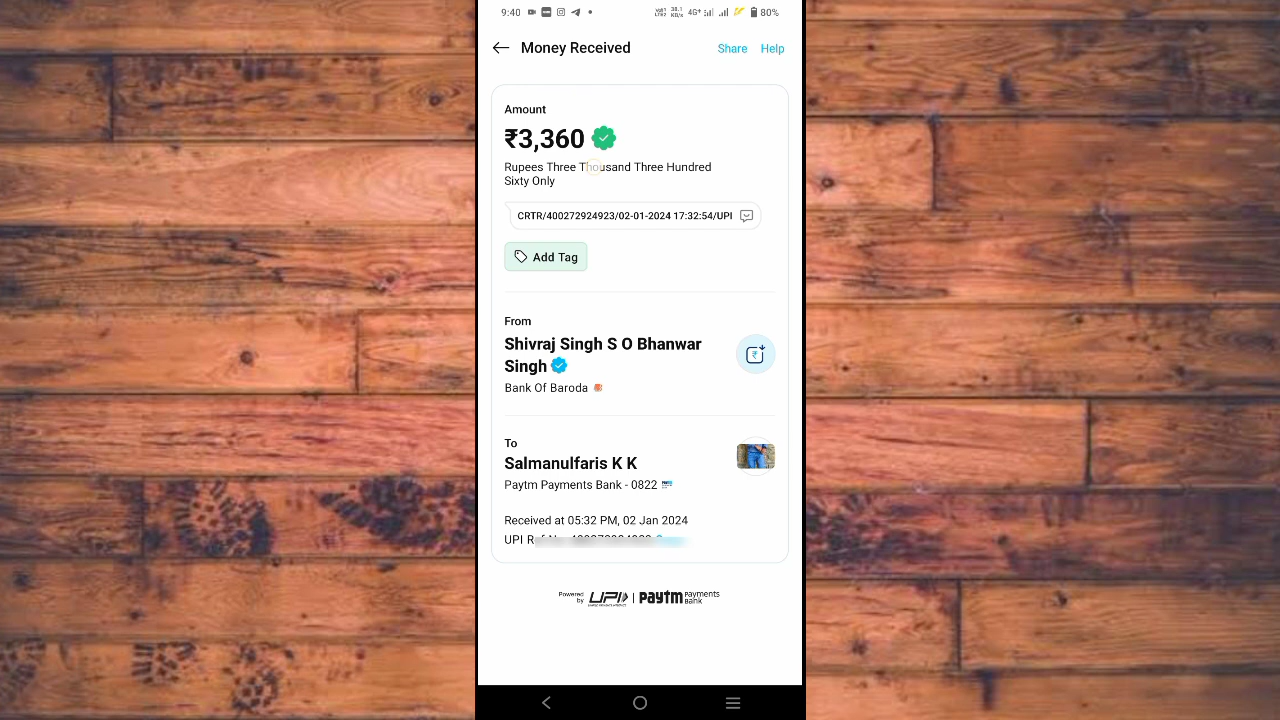 9:40 4G+ 80%
Money Received Share Help
Amount
₹3,360
Rupees Three Thousand Three Hundred
Sixty Only
CRTR/400272924923/02-01-2024 17:32:54/UPI
Add Tag
From
Shivraj Singh S O Bhanwar
Singh
Bank Of Baroda
To
Salmanulfaris K K
Paytm Payments Bank - 0822
Received at 05:32 PM, 02 Jan 2024
UPI
Powered
by UPI | paytm Payments
Bank